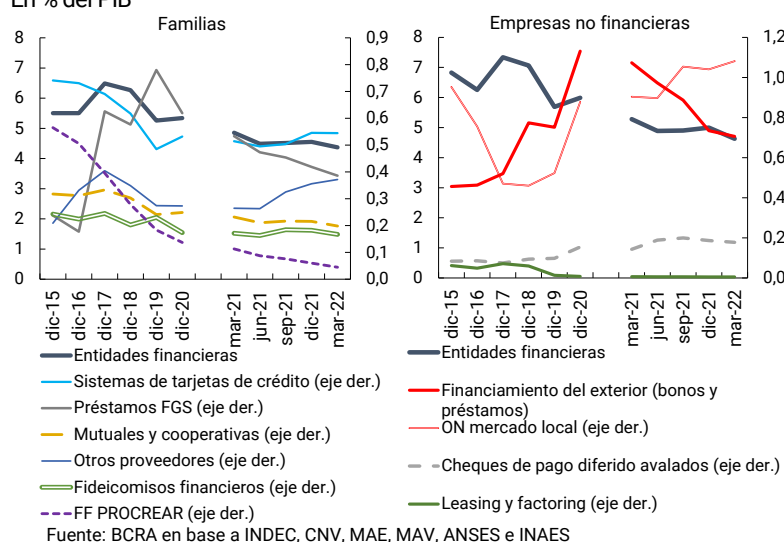 En % del PIB
Familias
8
7
6
5
4
3
2
1
0
0,9
0,8
0,7
0,6
0,5
0,4
0,3
0,2
0,1
0,0
dic-15
dic-16
dic-17
dic-18
dic-19
dic-20
mar-21
jun-21
sep-21
dic-21
mar-22
Entidades financieras
Sistemas de tarjetas de crédito (eje der.)
Préstamos FGS (eje der.)
Mutuales y cooperativas (eje der.)
Otros proveedores (eje der.)
Fideicomisos financieros (eje der.)
FF PROCREAR (eje der.)
Empresas no financieras
8
7
6
5
4
3
2
1
0
1,2
1,0
0,8
0,6
0,4
0,2
0,0
dic-15
dic-16
dic-17
dic-18
dic-19
dic-20
mar-21
jun-21
sep-21
dic-21
mar-22
Entidades financieras
Financiamiento del exterior (bonos y
préstamos)
ON mercado local (eje der.)
Cheques de pago diferido avalados (eje der.)
Leasing y factoring (eje der.)
Fuente: BCRA en base a INDEC, CNV, MAE, MAV, ANSES e INAES